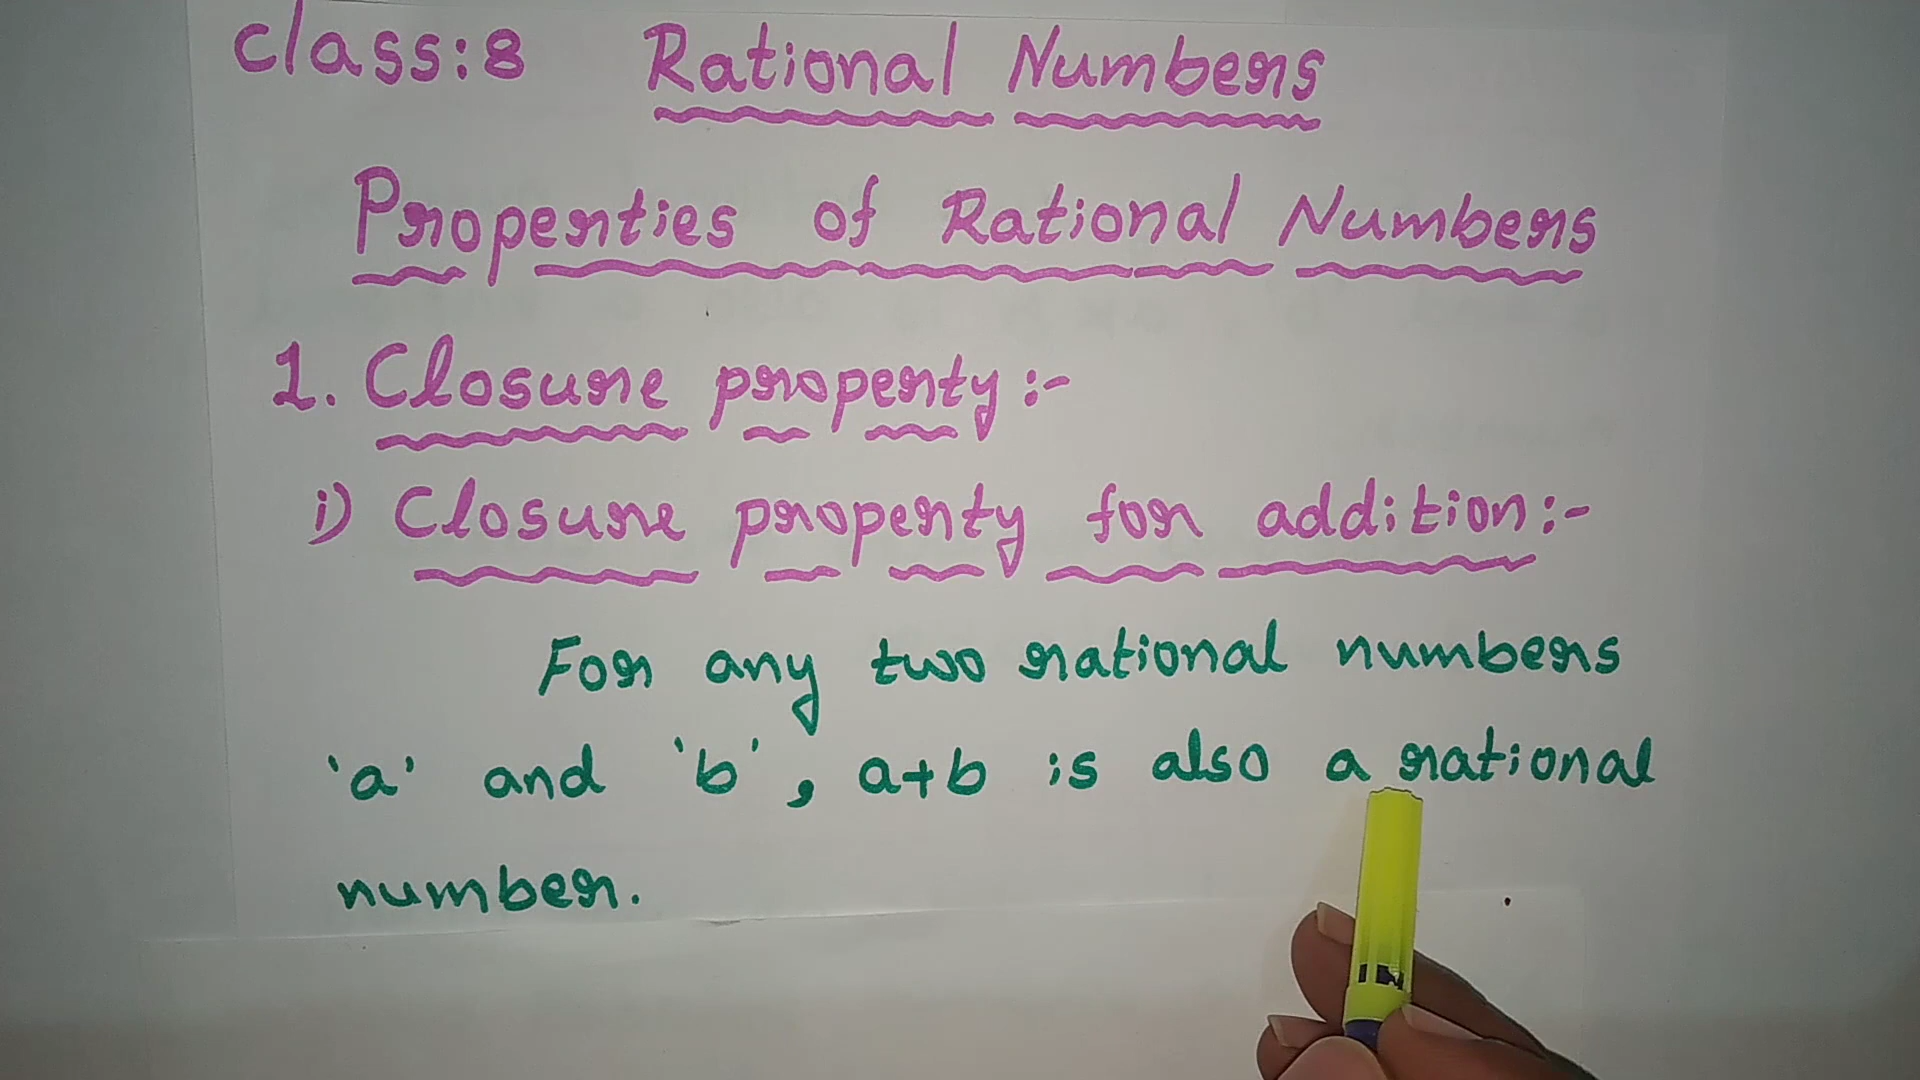 class:8 Rational Numbers
Properties of Rational Numbers
1. Closure property:-
i) Closure property for addition:-
For any two rational numbers
'a' and 'b', a+b is also a rational
number.